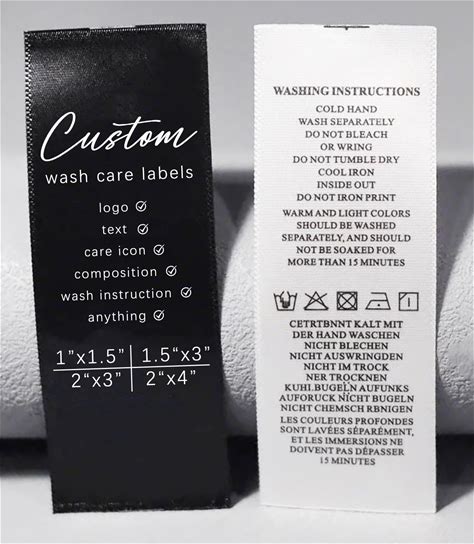 Custom
wash care labels
logo
text
care icon
composition
wash instruction
anything
1”x1.5” 1.5“x3”
2“x3” 2“x4”
WASHING INSTRUCTIONS
COLD HAND
WASH SEPARATELY
DO NOT BLEACH
OR WRING
DO NOT TUMBLE DRY
COOL IRON
INSIDE OUT
DO NOT IRON PRINT
WARM AND LIGHT COLORS
SHOULD BE WASHED
SEPARATELY, AND SHOULD
NOT BE SOAKED FOR
MORE THAN 15 MINUTES
CETRTBNNT KALT MIT
DER HAND WASCHEN
NICHT BLECHEN
NICHT AUSWRINGDEN
NICHT IM TROCK
NER TROCKNEN
KUHL BUGELN AUFUNKS
AUFORUCK NICHT BUGELN
NICHT CHEMSCH RBNIGEN
LES COULEURS PROFONDES
SONT LAVÉES SÉPARÉMENT,
ET LES IMMERSIONS NE
DOIVENT PAS DÉPASSER
15 MINUTES